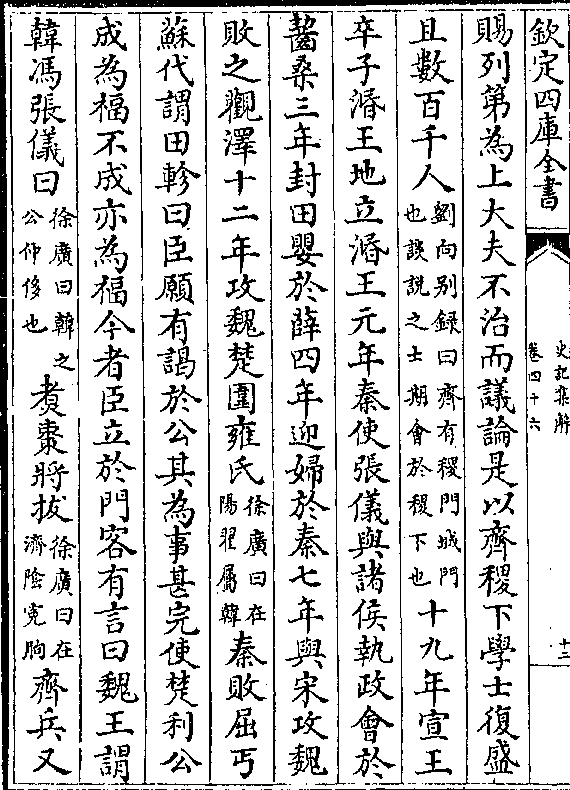 欽定四庫全書
史記集解
卷四十六
十三
賜列第為上大夫不治而議論是以齊稷下學士復盛
且數百千人劉向别録曰齊有稷門城門也談説之士期會於稷下也十九年宣王
卒子湣王地立湣王元年秦使張儀與諸侯執政會於
齧桑三年封田嬰於薛四年迎婦於秦七年與宋攻魏
敗之觀澤十二年攻魏楚圍雍氏徐廣曰在陽翟屬韓秦敗屈丐
蘇代謂田軫曰臣願有謁於公其為事甚完使楚利公
成為福不成亦為福今者臣立於門客有言曰魏王謂
韓馮張儀曰徐廣曰韓之公仲侈也煑棗將拔徐廣曰在濟陰寃朐齊兵又